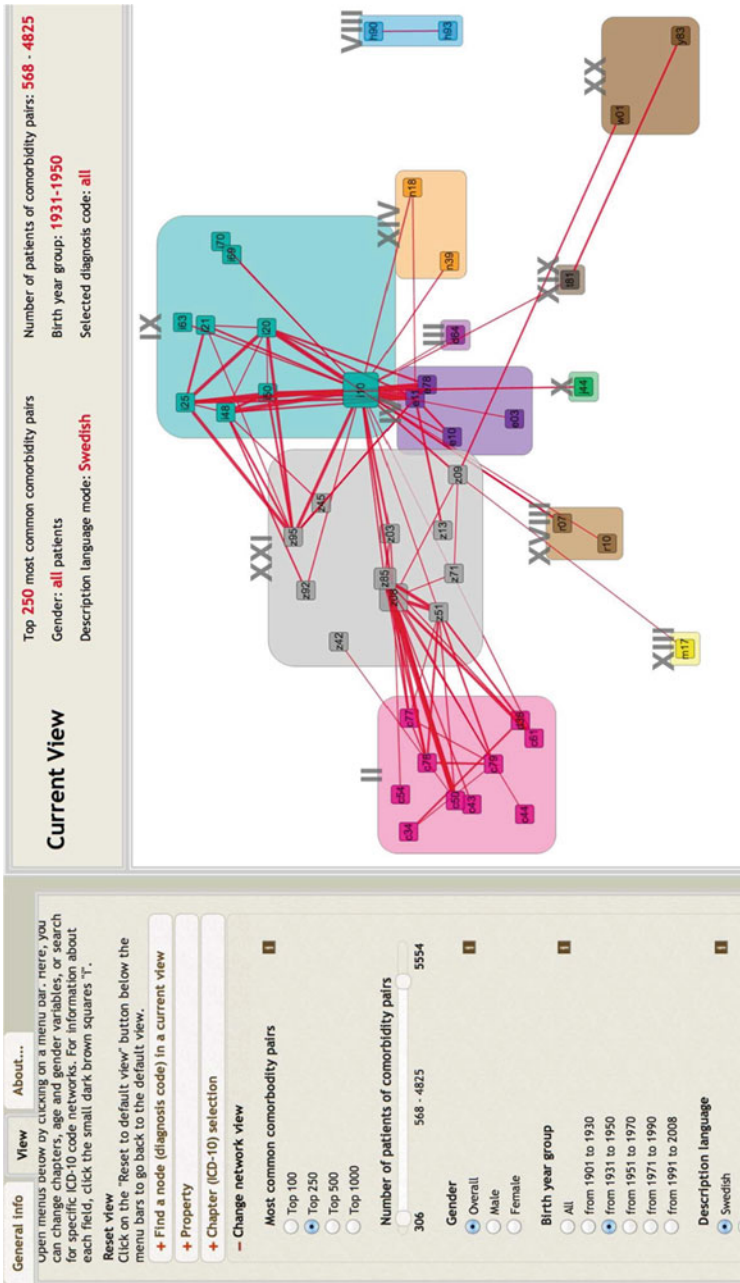 General Info
View
About...
Open menus below by clicking on a menu bar. Here, you
can change chapters, age and gender variables, or search
for specific ICD-10 code networks. For information about
each field, click the small dark brown squares "i".
Reset view
Click on the "Reset to default view" button below the
menu bars to go back to the default view.
+ Find a node (diagnosis code) in a current view
+ Property
+ Chapter (ICD-10) selection
− Change network view
Most common comorbodity pairs
i
Top 100
Top 250
Top 500
Top 1000
Number of patients of comorbidity pairs
306
568 - 4825
5554
Gender
i
Overall
Male
Female
Birth year group
i
All
from 1901 to 1930
from 1931 to 1950
from 1951 to 1970
from 1971 to 1990
from 1991 to 2008
Description language
i
Swedish
Current View
Top 250 most common comorbidity pairs
Gender: all patients
Description language mode: Swedish
Number of patients of comorbidity pairs: 568 - 4825
Birth year group: 1931-1950
Selected diagnosis code: all
II
c34
c54
c50
c43
c44
c78
c79
c77
c61
XXI
z42
z92
z95
z45
z03
z85
z51
z71
z13
z09
IX
i25
i48
i50
i63
i21
i20
i70
i69
i10
e11
e78
e10
e03
III
d64
XIV
n39
n18
VIII
h90
h93
X
j44
XIX
t81
XX
w01
y83
XVIII
r07
r10
XIII
m17